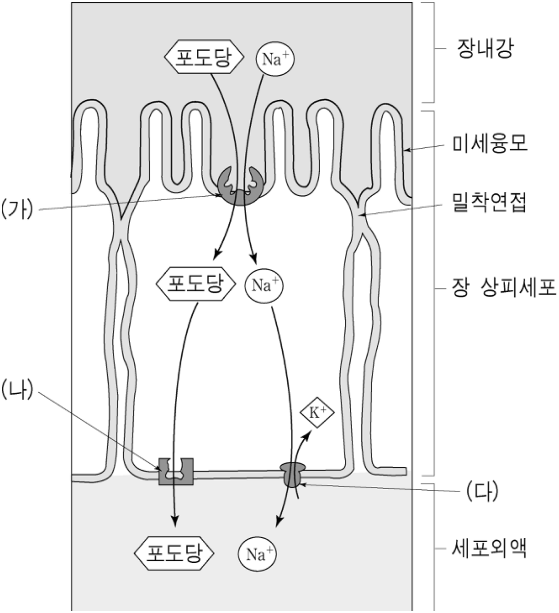 포도당
Na⁺
장내강
미세융모
밀착연접
(가)
포도당
Na⁺
장 상피세포
(나)
K⁺
(다)
포도당
Na⁺
세포외액